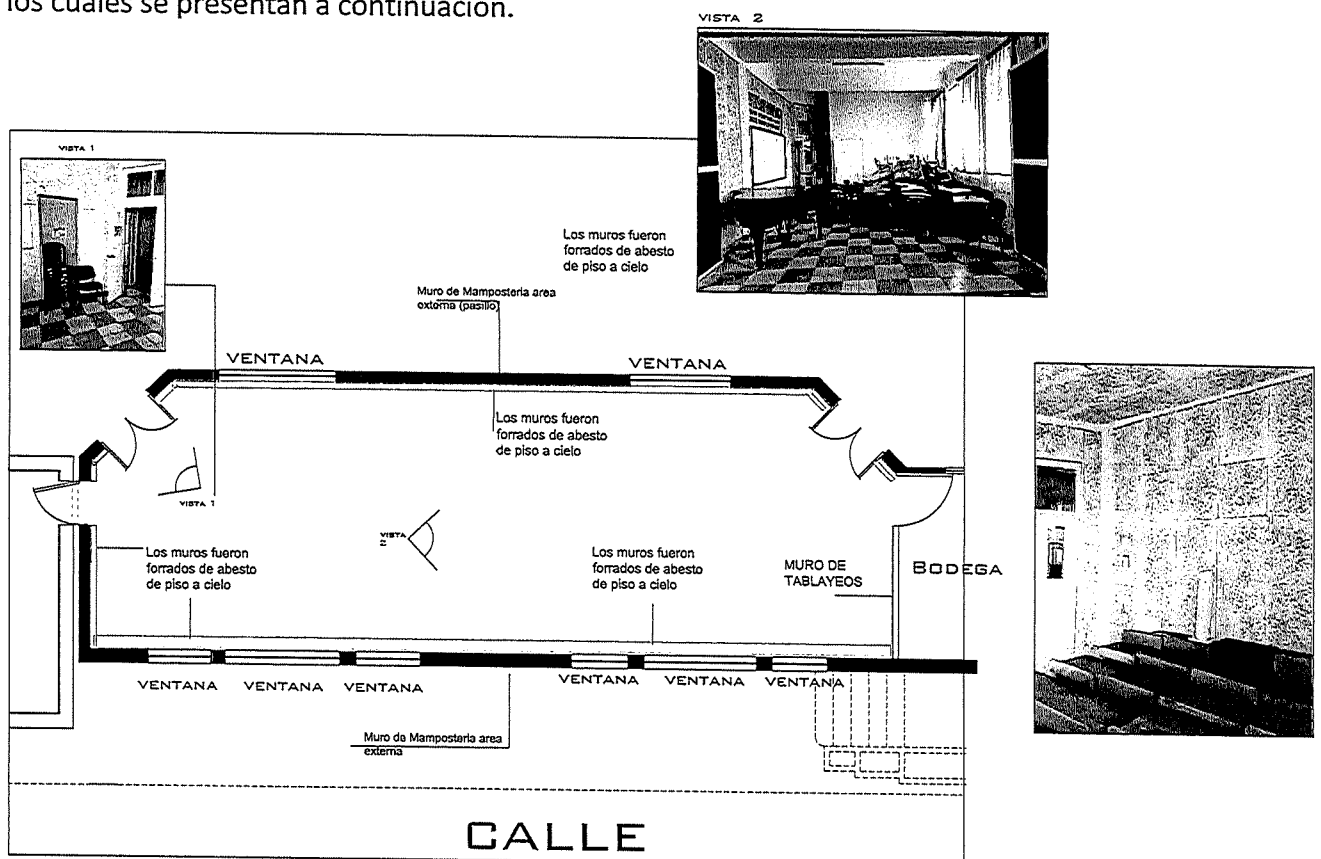 los cuales se presentan a continuación.
VISTA 2
VISTA 1
Los muros fueron
forrados de abesto
de piso a cielo
Muro de Mamposteria area
externa (pasillo)
VENTANA
VENTANA
Los muros fueron
forrados de abesto
de piso a cielo
VISTA 1
VISTA
2
Los muros fueron
forrados de abesto
de piso a cielo
Los muros fueron
forrados de abesto
de piso a cielo
MURO DE
TABLAYEOS
BODEGA
VENTANA
VENTANA
VENTANA
VENTANA
VENTANA
VENTANA
Muro de Mamposteria area
externa
CALLE